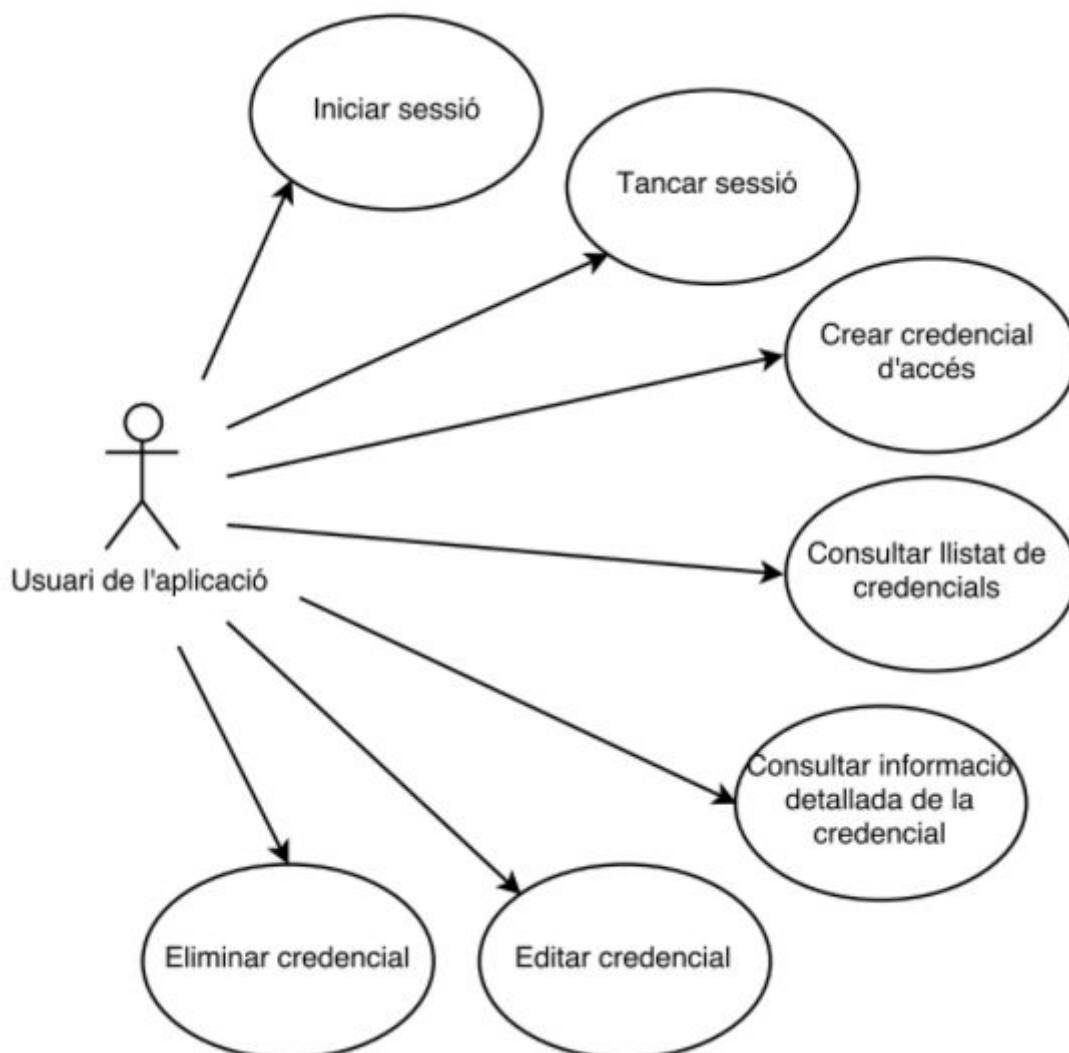 Iniciar sessió
Tancar sessió
Crear credencial
d'accés
Usuari de l'aplicació
Consultar llistat de
credencials
Consultar informació
detallada de la
credencial
Eliminar credencial
Editar credencial